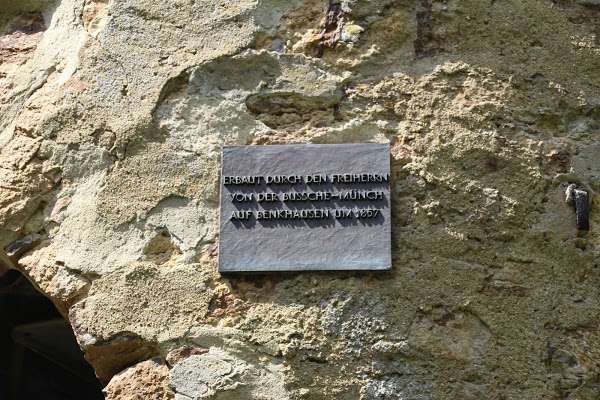 ERBAUT DURCH DEN FREIHERRN
VON DER BUSSCHE-MÜNCH
AUF BENKHAUSEN UM 1857